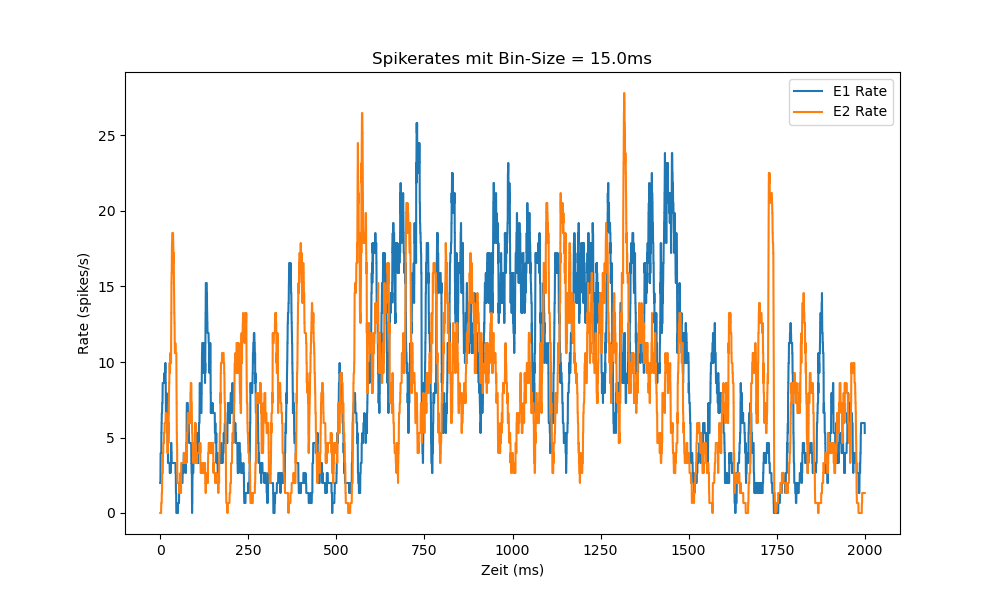 Spikerates mit Bin-Size = 15.0ms
E1 Rate
E2 Rate
Rate (spikes/s)
25
20
15
10
5
0
0 250 500 750 1000 1250 1500 1750 2000
Zeit (ms)